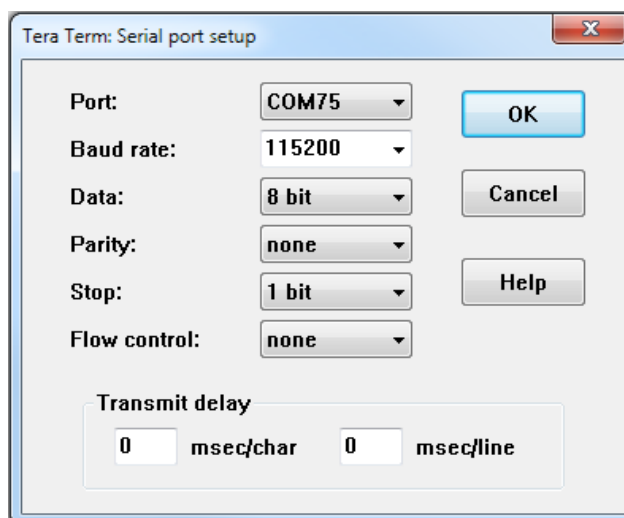 Tera Term: Serial port setup
Port: COM75
OK
Baud rate: 115200
Data: 8 bit
Cancel
Parity: none
Stop: 1 bit
Help
Flow control: none
Transmit delay
0 msec/char 0 msec/line